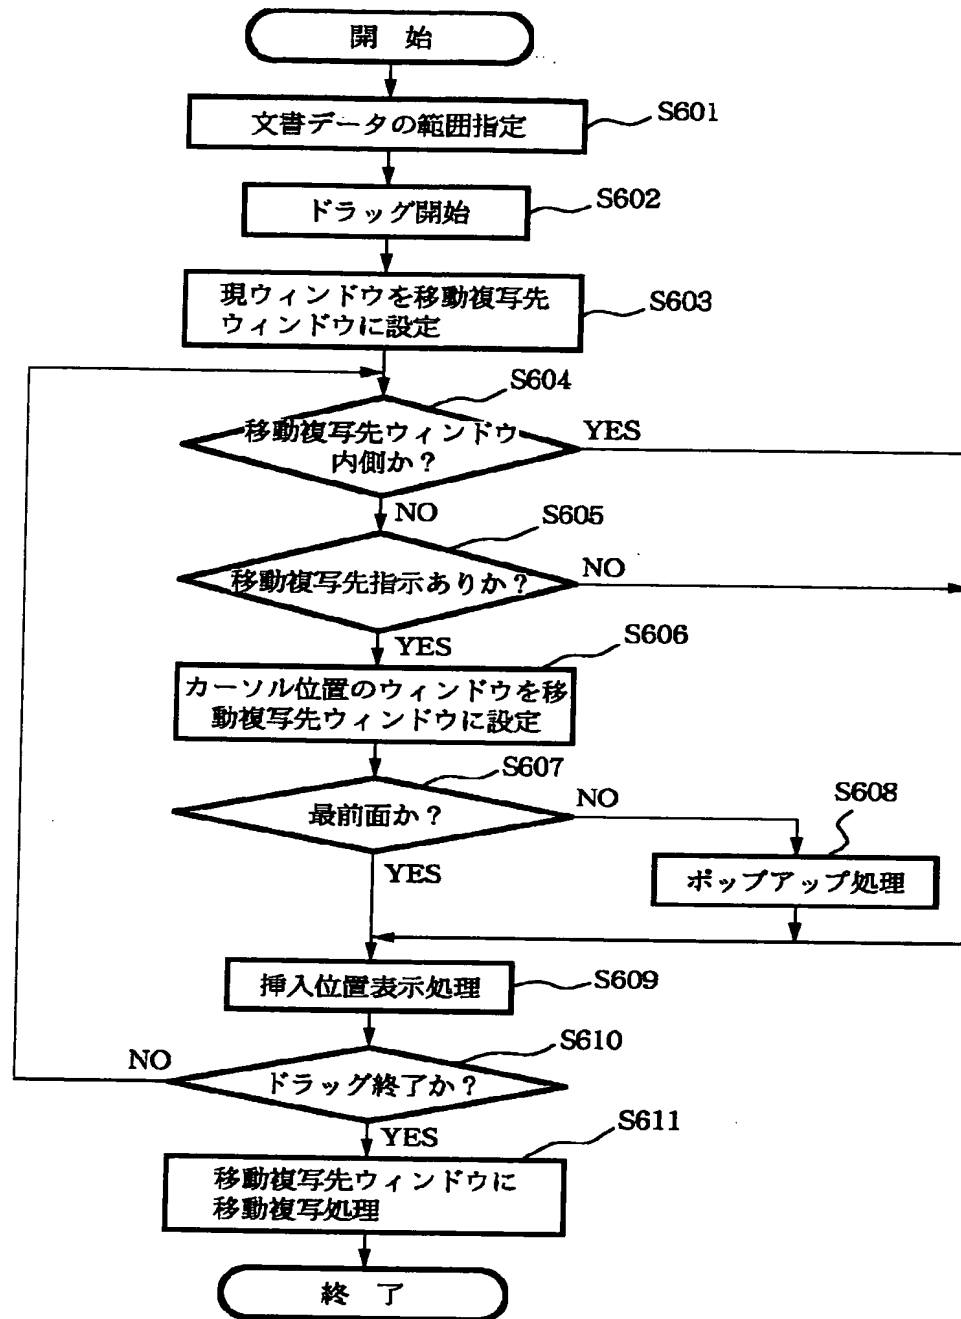 開 始
文書データの範囲指定
S601
ドラッグ開始
S602
現ウィンドウを移動複写先
ウィンドウに設定
S603
S604
移動複写先ウィンドウ
内側か？
YES
NO
S605
移動複写先指示ありか？
NO
YES
S606
カーソル位置のウィンドウを移
動複写先ウィンドウに設定
S607
最前面か？
NO
S608
YES
ポップアップ処理
挿入位置表示処理
S609
S610
NO
ドラッグ終了か？
YES
S611
移動複写先ウィンドウに
移動複写処理
終 了